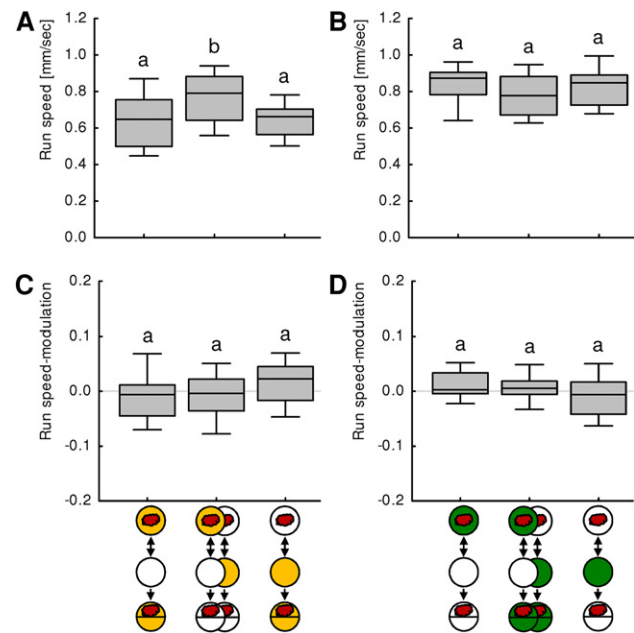 A
Run speed [mm/sec]
1.2
1.0
0.8
0.6
0.4
0.2
0.0
a
b
a
B
Run speed [mm/sec]
1.2
1.0
0.8
0.6
0.4
0.2
0.0
a
a
a
C
Run speed-modulation
0.2
0.1
0.0
-0.1
-0.2
a
a
a
D
Run speed-modulation
0.2
0.1
0.0
-0.1
-0.2
a
a
a